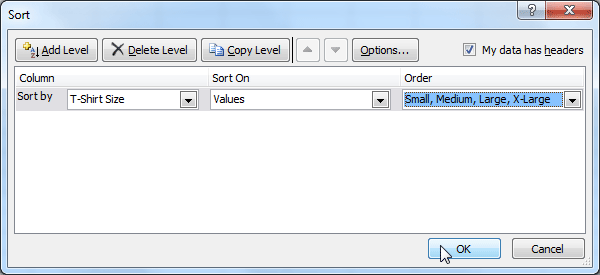 Sort
Add Level Delete Level Copy Level Options... My data has headers
Column Sort On Order
Sort by T-Shirt Size Values Small, Medium, Large, X-Large
OK Cancel